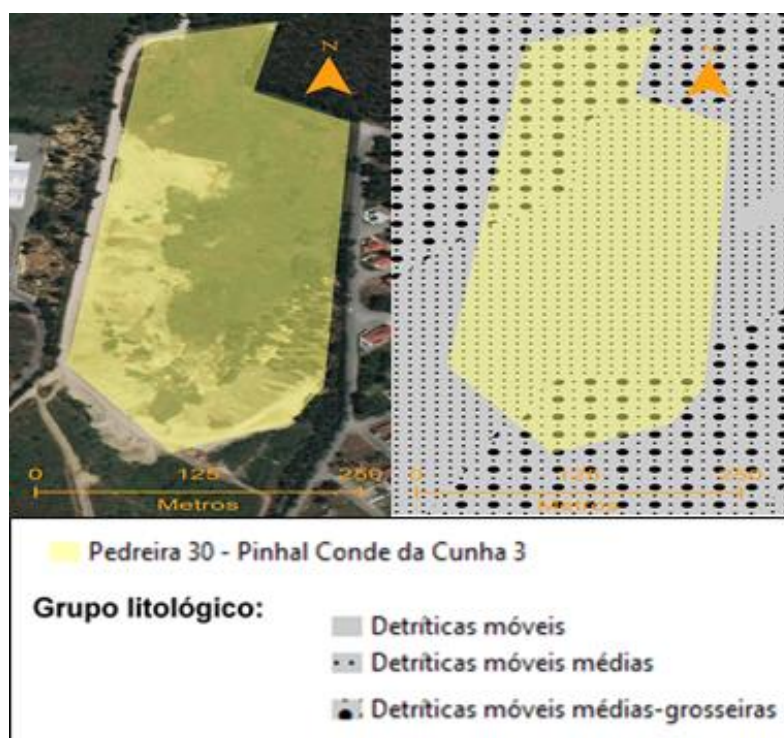 N
0 125 250
Metros
0 125 250
Metros
Pedreira 30 - Pinhal Conde da Cunha 3
Grupo litológico:
Detríticas móveis
Detríticas móveis médias
Detríticas móveis médias-grosseiras